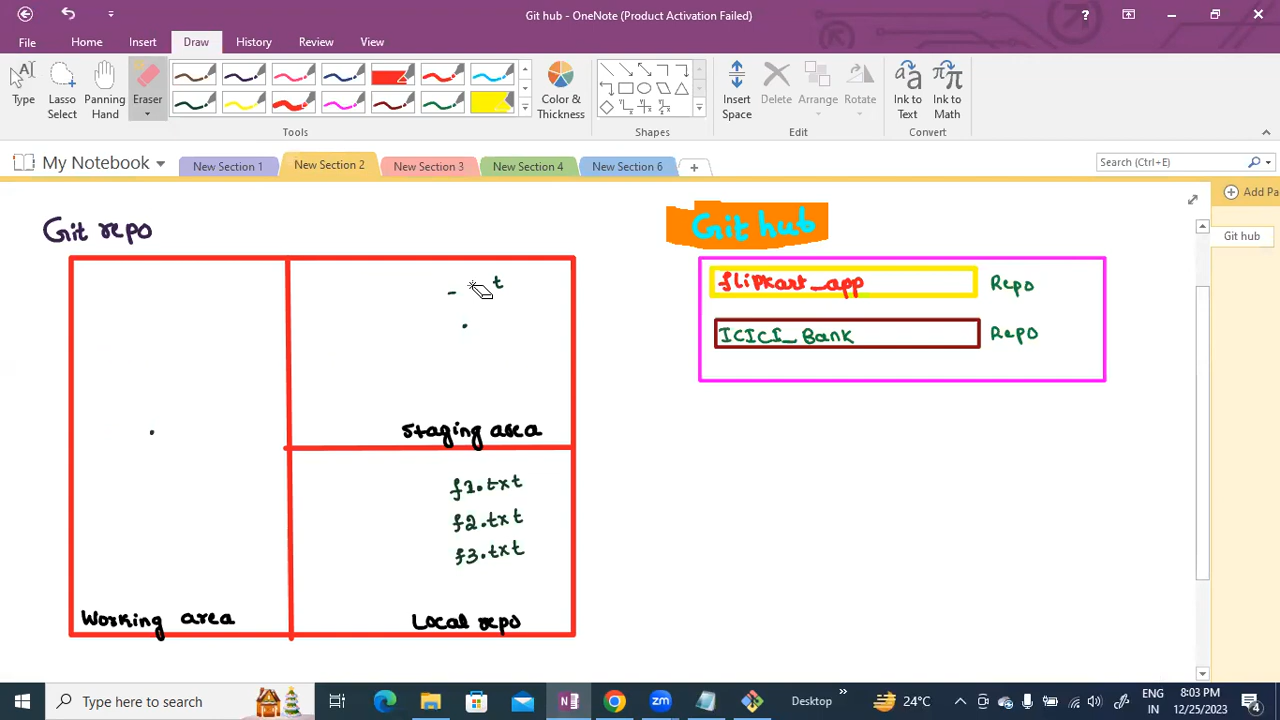 Git hub - OneNote (Product Activation Failed)
File Home Insert Draw History Review View
Type
Lasso Select
Panning Hand
Eraser
Color & Thickness
Insert Space
Delete
Arrange
Rotate
Ink to Text
Ink to Math
Tools
Shapes
Edit
Convert
My Notebook
New Section 1
New Section 2
New Section 3
New Section 4
New Section 6
Search (Ctrl+E)
Add Pa
Git hub
Git repo
Git hub
t
flipkart_app Repo
ICICI_Bank Repo
Staging area
f1.txt
f2.txt
f3.txt
Working area
Local repo
Type here to search
Desktop
24°C
ENG
IN
8:03 PM
12/25/2023
4